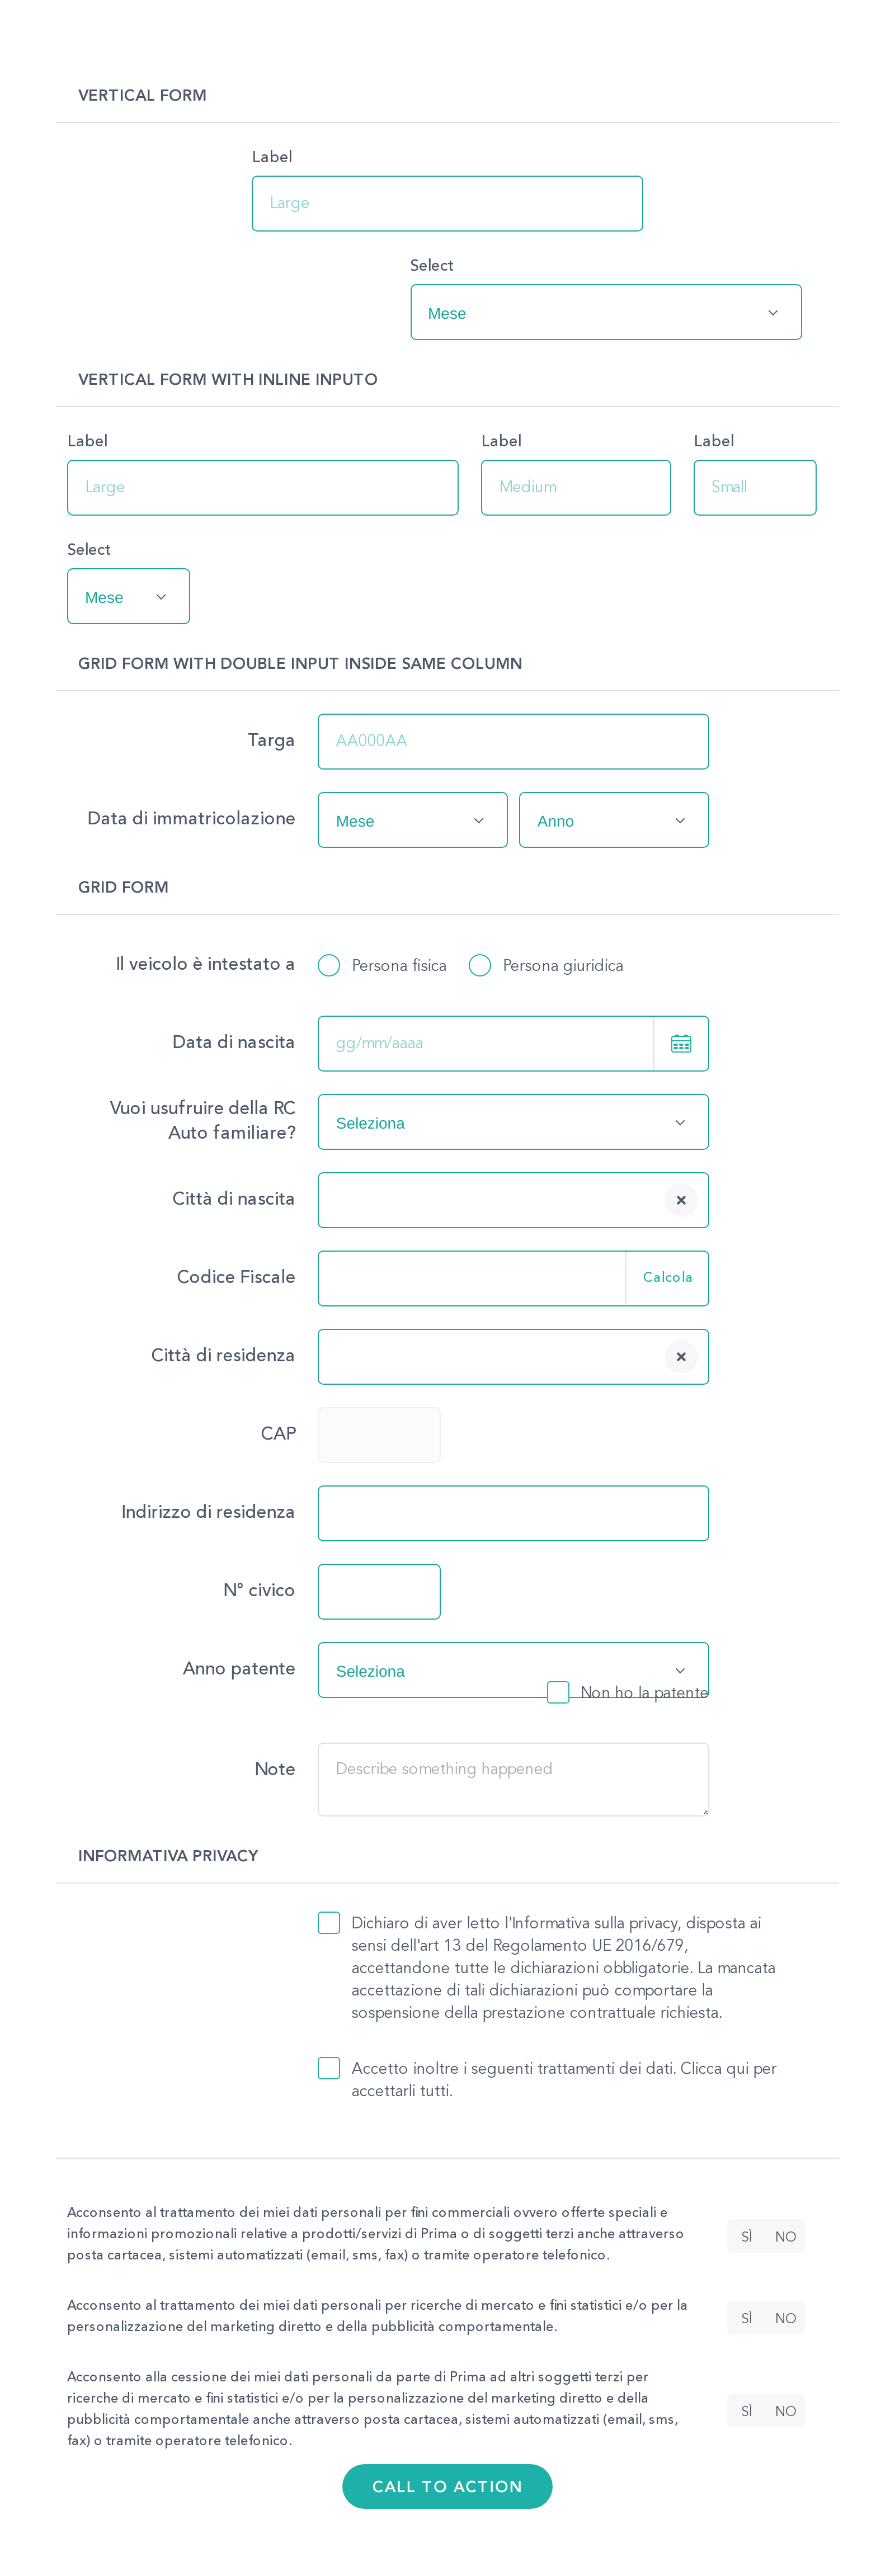 VERTICAL FORM
Label
Large
Select
Mese
VERTICAL FORM WITH INLINE INPUTO
Label
Label
Label
Large
Medium
Small
Select
Mese
GRID FORM WITH DOUBLE INPUT INSIDE SAME COLUMN
Targa
AA000AA
Data di immatricolazione
Mese
Anno
GRID FORM
Il veicolo è intestato a
Persona fisica
Persona giuridica
Data di nascita
gg/mm/aaaa
Vuoi usufruire della RC
Auto familiare?
Seleziona
Città di nascita
Codice Fiscale
Calcola
Città di residenza
CAP
Indirizzo di residenza
N° civico
Anno patente
Seleziona
Non ho la patente
Note
Describe something happened
INFORMATIVA PRIVACY
Dichiaro di aver letto l'Informativa sulla privacy, disposta ai
sensi dell'art 13 del Regolamento UE 2016/679,
accettandone tutte le dichiarazioni obbligatorie. La mancata
accettazione di tali dichiarazioni può comportare la
sospensione della prestazione contrattuale richiesta.
Accetto inoltre i seguenti trattamenti dei dati. Clicca qui per
accettarli tutti.
Acconsento al trattamento dei miei dati personali per fini commerciali ovvero offerte speciali e
informazioni promozionali relative a prodotti/servizi di Prima o di soggetti terzi anche attraverso
posta cartacea, sistemi automatizzati (email, sms, fax) o tramite operatore telefonico.
SÌ NO
Acconsento al trattamento dei miei dati personali per ricerche di mercato e fini statistici e/o per la
personalizzazione del marketing diretto e della pubblicità comportamentale.
SÌ NO
Acconsento alla cessione dei miei dati personali da parte di Prima ad altri soggetti terzi per
ricerche di mercato e fini statistici e/o per la personalizzazione del marketing diretto e della
pubblicità comportamentale anche attraverso posta cartacea, sistemi automatizzati (email, sms,
fax) o tramite operatore telefonico.
SÌ NO
CALL TO ACTION